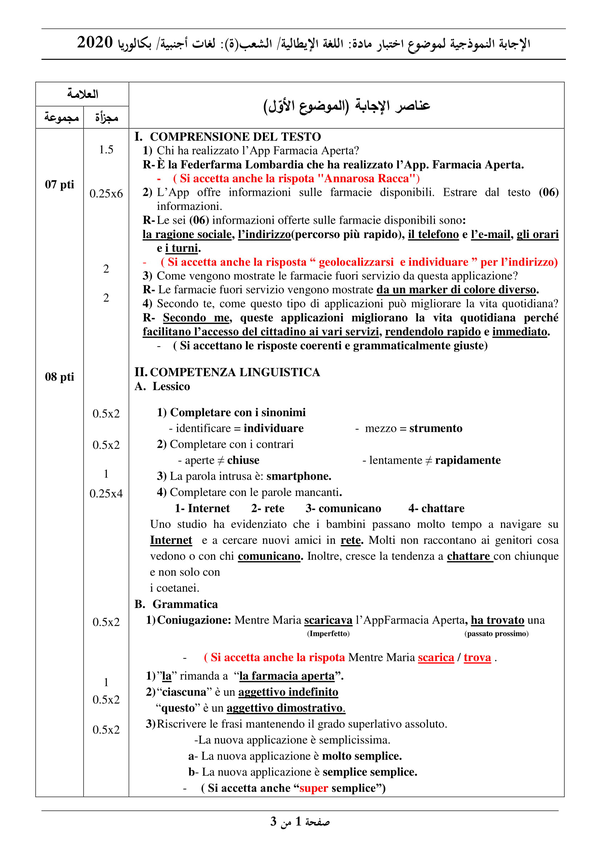 الإجابة النموذجية لموضوع اختبار مادة: اللغة الإيطالية/ الشعب(ة): لغات أجنبية/ بكالوريا 2020
العلامة
عناصر الإجابة (الموضوع الأوّل)
مجموعة
مجزأة
I. COMPRENSIONE DEL TESTO
1.5
1) Chi ha realizzato l'App Farmacia Aperta?
R- È la Federfarma Lombardia che ha realizzato l'App. Farmacia Aperta.
- ( Si accetta anche la rispota "Annarosa Racca")
07 pti
0.25x6
2) L'App offre informazioni sulle farmacie disponibili. Estrare dal testo (06)
informazioni.
R- Le sei (06) informazioni offerte sulle farmacie disponibili sono:
la ragione sociale, l'indirizzo(percorso più rapido), il telefono e l'e-mail, gli orari
e i turni.
- ( Si accetta anche la risposta “ geolocalizzarsi e individuare ” per l'indirizzo)
2
3) Come vengono mostrate le farmacie fuori servizio da questa applicazione?
R- Le farmacie fuori servizio vengono mostrate da un marker di colore diverso.
2
4) Secondo te, come questo tipo di applicazioni può migliorare la vita quotidiana?
R- Secondo me, queste applicazioni migliorano la vita quotidiana perché
facilitano l'accesso del cittadino ai vari servizi, rendendolo rapido e immediato.
- ( Si accettano le risposte coerenti e grammaticalmente giuste)
08 pti
II. COMPETENZA LINGUISTICA
A. Lessico
0.5x2
1) Completare con i sinonimi
- identificare = individuare - mezzo = strumento
0.5x2
2) Completare con i contrari
- aperte ≠ chiuse - lentamente ≠ rapidamente
1
3) La parola intrusa è: smartphone.
0.25x4
4) Completare con le parole mancanti.
1- Internet 2- rete 3- comunicano 4- chattare
Uno studio ha evidenziato che i bambini passano molto tempo a navigare su
Internet e a cercare nuovi amici in rete. Molti non raccontano ai genitori cosa
vedono o con chi comunicano. Inoltre, cresce la tendenza a chattare con chiunque
e non solo con
i coetanei.
B. Grammatica
0.5x2
1)Coniugazione: Mentre Maria scaricava l'AppFarmacia Aperta, ha trovato una
(Imperfetto) (passato prossimo)
- ( Si accetta anche la rispota Mentre Maria scarica / trova .
1
1)”la” rimanda a “la farmacia aperta”.
0.5x2
2)“ciascuna” è un aggettivo indefinito
“questo” è un aggettivo dimostrativo.
0.5x2
3)Riscrivere le frasi mantenendo il grado superlativo assoluto.
-La nuova applicazione è semplicissima.
a- La nuova applicazione è molto semplice.
b- La nuova applicazione è semplice semplice.
- ( Si accetta anche “super semplice”)
صفحة 1 من 3